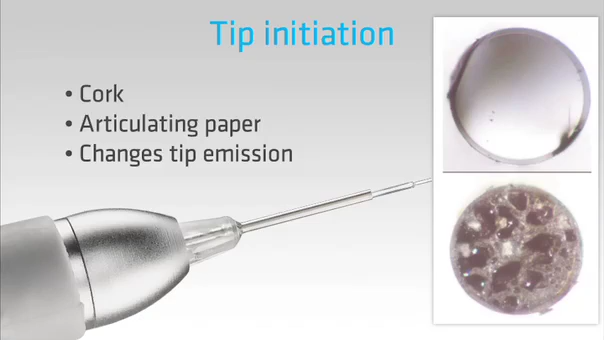 Tip initiation
• Cork
• Articulating paper
• Changes tip emission